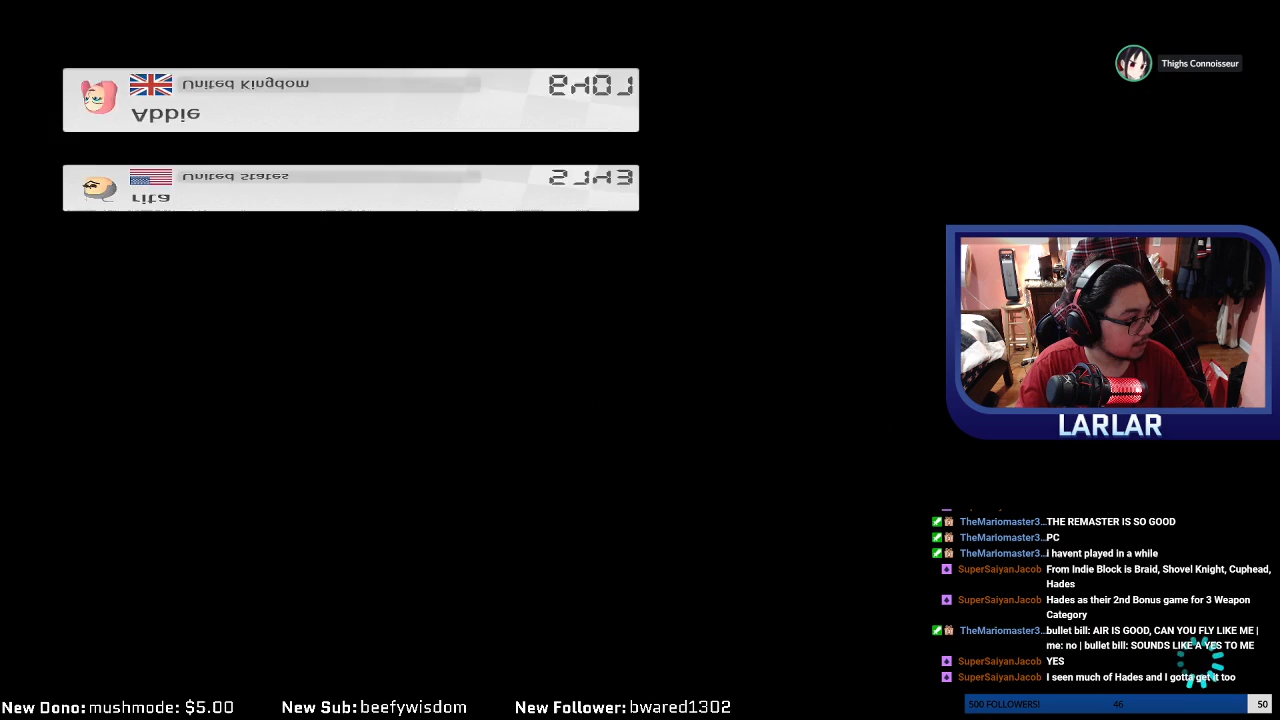 United Kingdom
Abbie
United States
rita
Thighs Connoisseur
LARLAR
TheMariomaster3... THE REMASTER IS SO GOOD
TheMariomaster3... PC
TheMariomaster3... i havent played in a while
SuperSaiyanJacob From Indie Block is Braid, Shovel Knight, Cuphead,
Hades
SuperSaiyanJacob Hades as their 2nd Bonus game for 3 Weapon
Category
TheMariomaster3... bullet bill: AIR IS GOOD, CAN YOU FLY LIKE ME |
me: no | bullet bill: SOUNDS LIKE A YES TO ME
SuperSaiyanJacob YES
SuperSaiyanJacob I seen much of Hades and I gotta get it too
New Dono: mushmode: $5.00 New Sub: beefywisdom New Follower: bwared1302
500 FOLLOWERS! 46 50